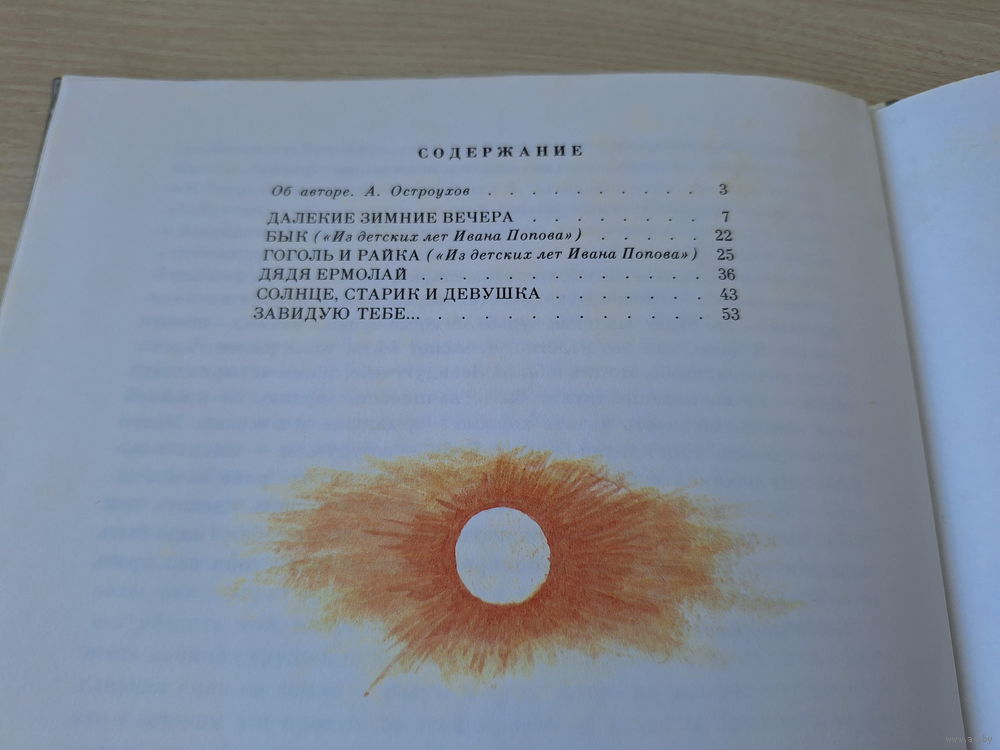 СОДЕРЖАНИЕ
Об авторе. А. Остроухов . . . . . . . . . . 3
ДАЛЕКИЕ ЗИМНИЕ ВЕЧЕРА . . . . . . . . 7
БЫК («Из детских лет Ивана Попова») . . . . . 22
ГОГОЛЬ И РАЙКА («Из детских лет Ивана Попова») 25
ДЯДЯ ЕРМОЛАЙ . . . . . . . . . . . . 36
СОЛНЦЕ, СТАРИК И ДЕВУШКА . . . . . . . 43
ЗАВИДУЮ ТЕБЕ... . . . . . . . . . . . . 53